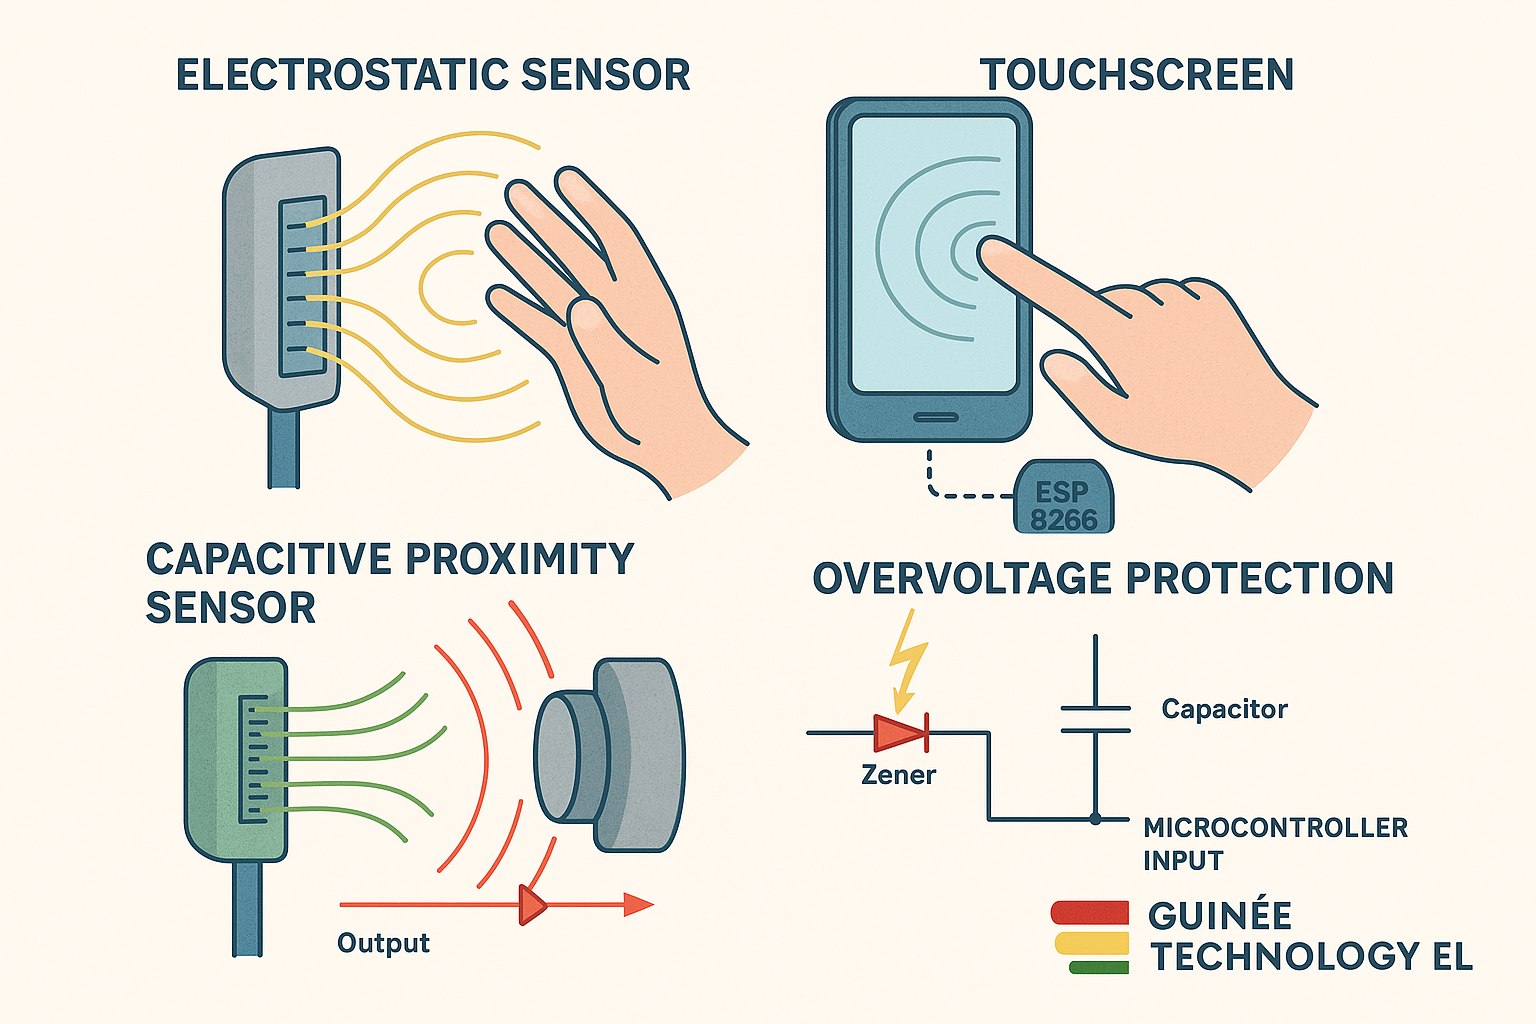 ELECTROSTATIC SENSOR
TOUCHSCREEN
ESP
8266
CAPACITIVE PROXIMITY
SENSOR
Output
OVERVOLTAGE PROTECTION
Zener
Capacitor
MICROCONTROLLER
INPUT
GUINÉE
TECHNOLOGY EL